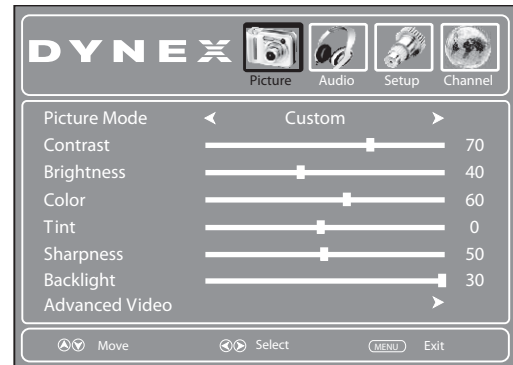 DYNEX
Picture Audio Setup Channel
Picture Mode Custom
Contrast 70
Brightness 40
Color 60
Tint 0
Sharpness 50
Backlight 30
Advanced Video
Move Select MENU Exit